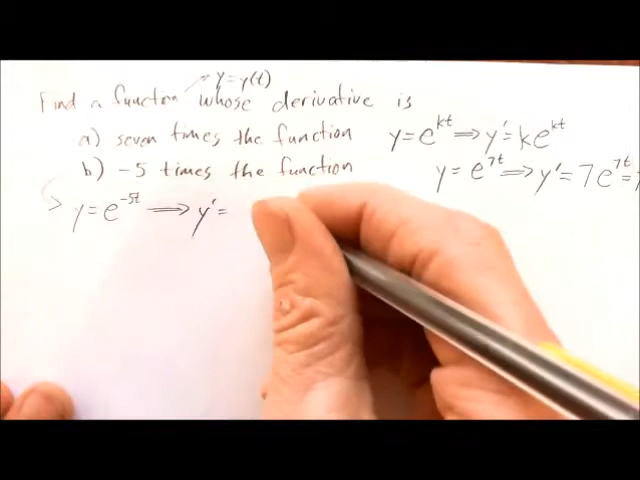 y = y(t)
Find a function whose derivative is
a) seven times the function y = e^{kt} ⟹ y' = ke^{kt}
b) -5 times the function y = e^{7t} ⟹ y' = 7e^{7t} =
y = e^{-5t} ⟹ y' =